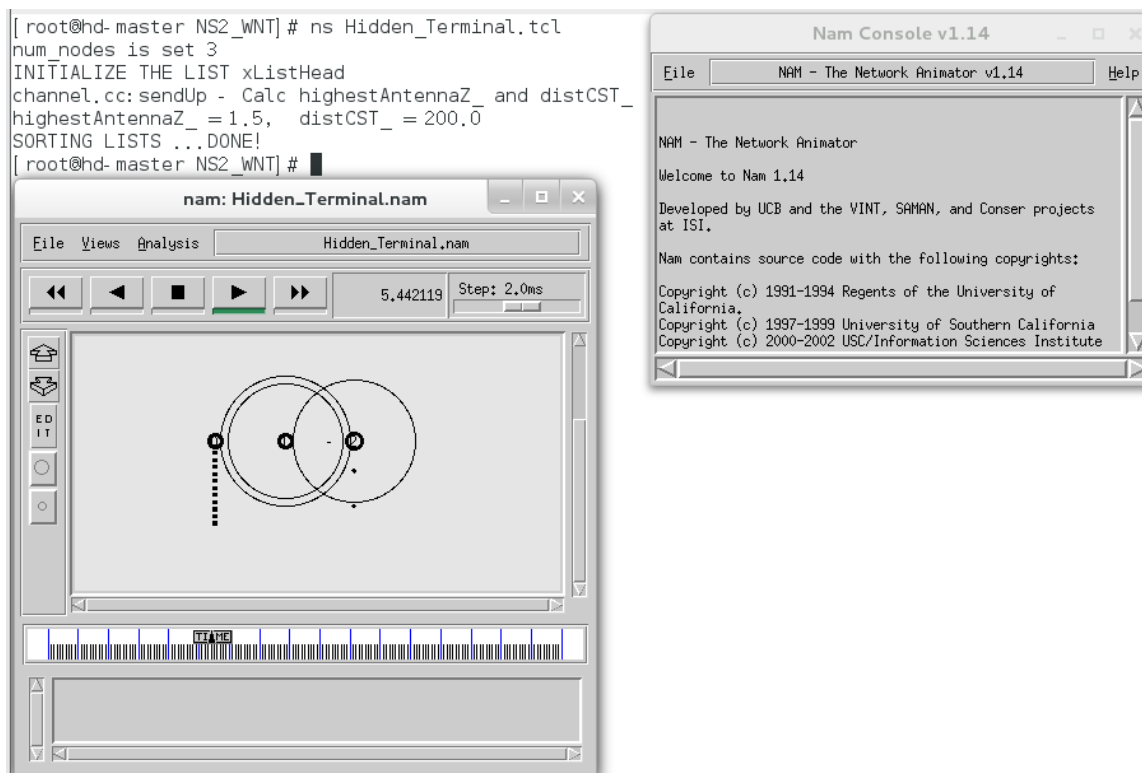 [root@hd-master NS2_WNT]# ns Hidden_Terminal.tcl
num_nodes is set 3
INITIALIZE THE LIST xListHead
channel.cc:sendUp - Calc highestAntennaZ_ and distCST_
highestAntennaZ_ = 1.5, distCST_ = 200.0
SORTING LISTS ...DONE!
[root@hd-master NS2_WNT]#
nam: Hidden_Terminal.nam
File Views Analysis Hidden_Terminal.nam
5.442119 Step: 2.0ms
ED
IT
0 1 2
TIME
Nam Console v1.14
File NAM - The Network Animator v1.14 Help
NAM - The Network Animator
Welcome to Nam 1.14
Developed by UCB and the VINT, SAMAN, and Conser projects
at ISI.
Nam contains source code with the following copyrights:
Copyright (c) 1991-1994 Regents of the University of
California.
Copyright (c) 1997-1999 University of Southern California
Copyright (c) 2000-2002 USC/Information Sciences Institute